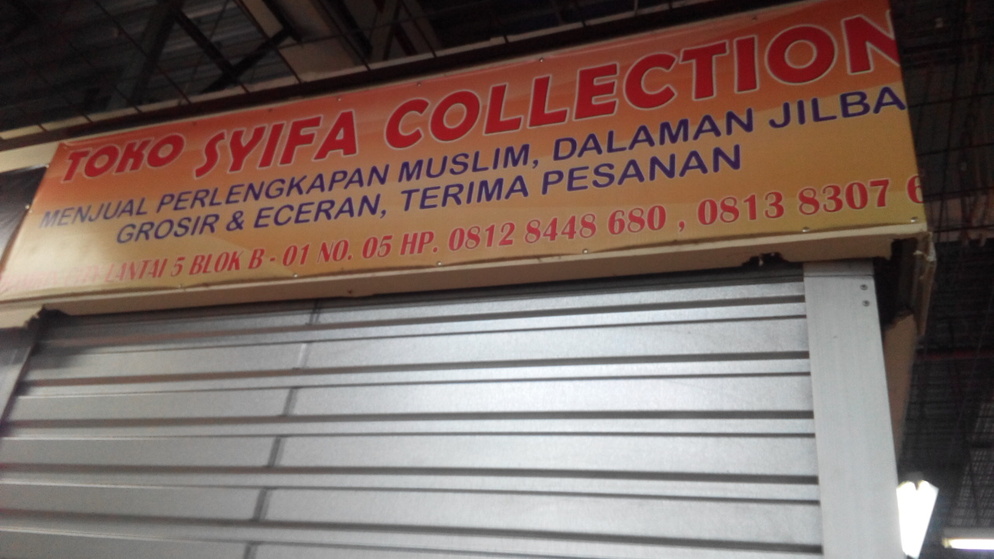 TOKO SYIFA COLLECTION
MENJUAL PERLENGKAPAN MUSLIM, DALAMAN JILBA
GROSIR & ECERAN, TERIMA PESANAN
LANTAI 5 BLOK B - 01 NO. 05 HP. 0812 8448 680 , 0813 8307 6